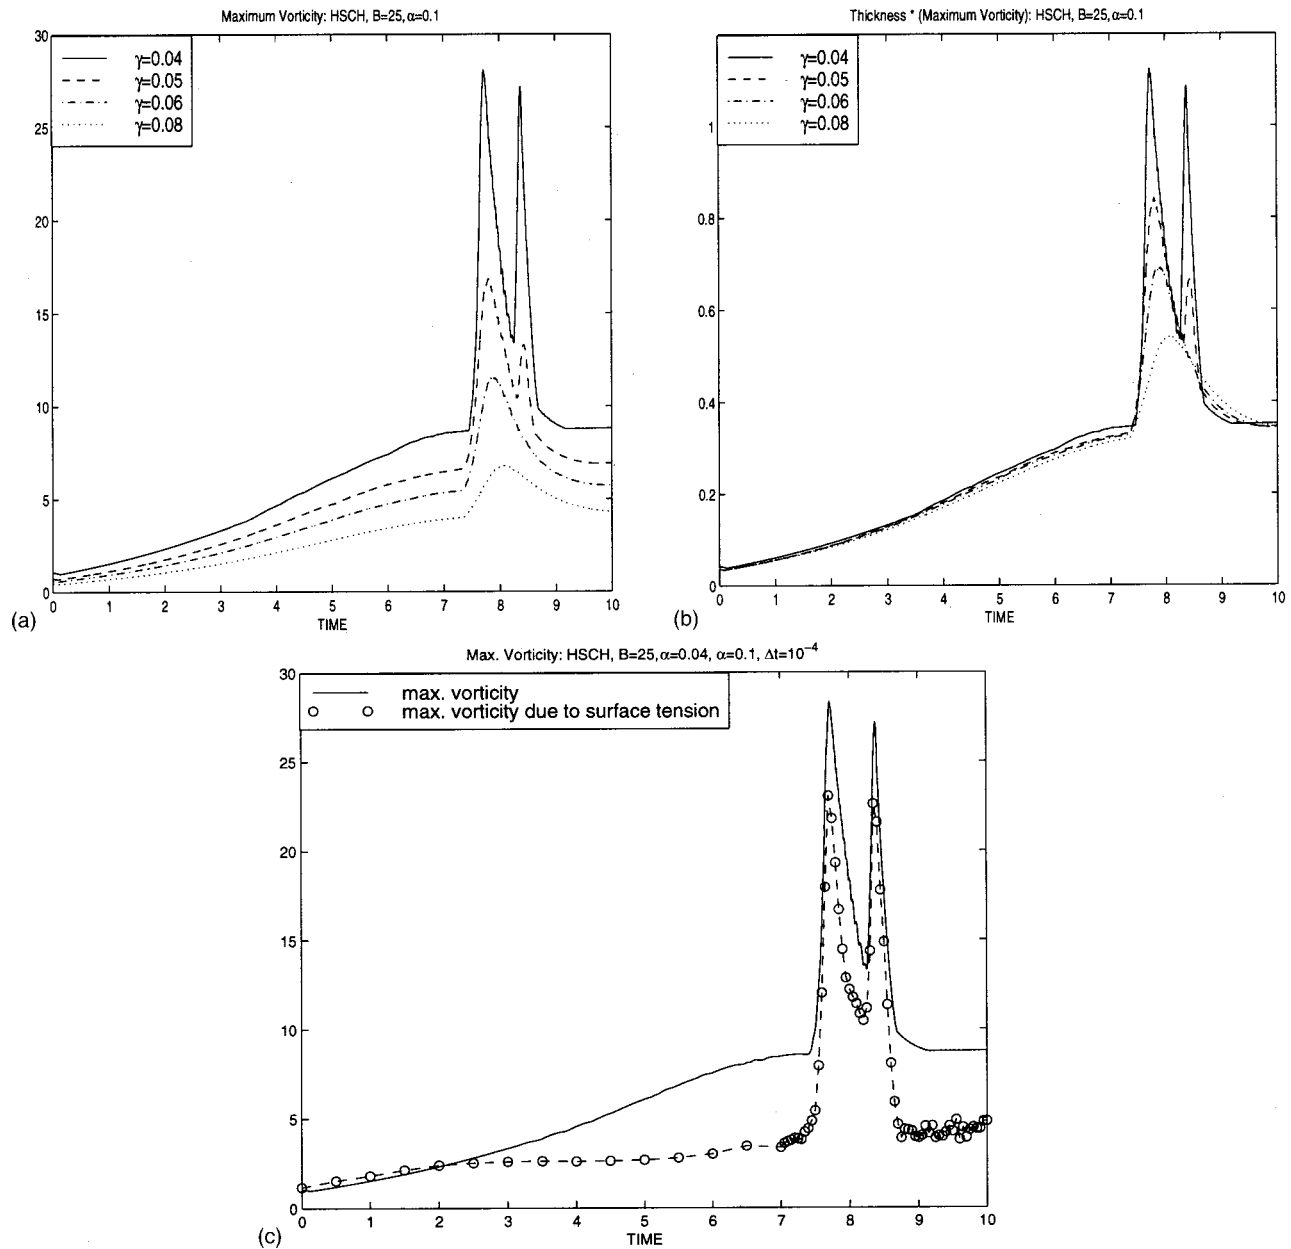 Maximum Vorticity: HSCH, B=25, α=0.1
30
25
20
15
10
5
0
γ=0.04
γ=0.05
γ=0.06
γ=0.08
0 1 2 3 4 5 6 7 8 9 10
TIME
(a)
Thickness * (Maximum Vorticity): HSCH, B=25,α=0.1
1
0.8
0.6
0.4
0.2
0
γ=0.04
γ=0.05
γ=0.06
γ=0.08
0 1 2 3 4 5 6 7 8 9 10
TIME
(b)
Max. Vorticity: HSCH, B=25,α=0.04, α=0.1, Δt=10⁻⁴
30
25
20
15
10
5
0
max. vorticity
max. vorticity due to surface tension
0 1 2 3 4 5 6 7 8 9 10
TIME
(c)